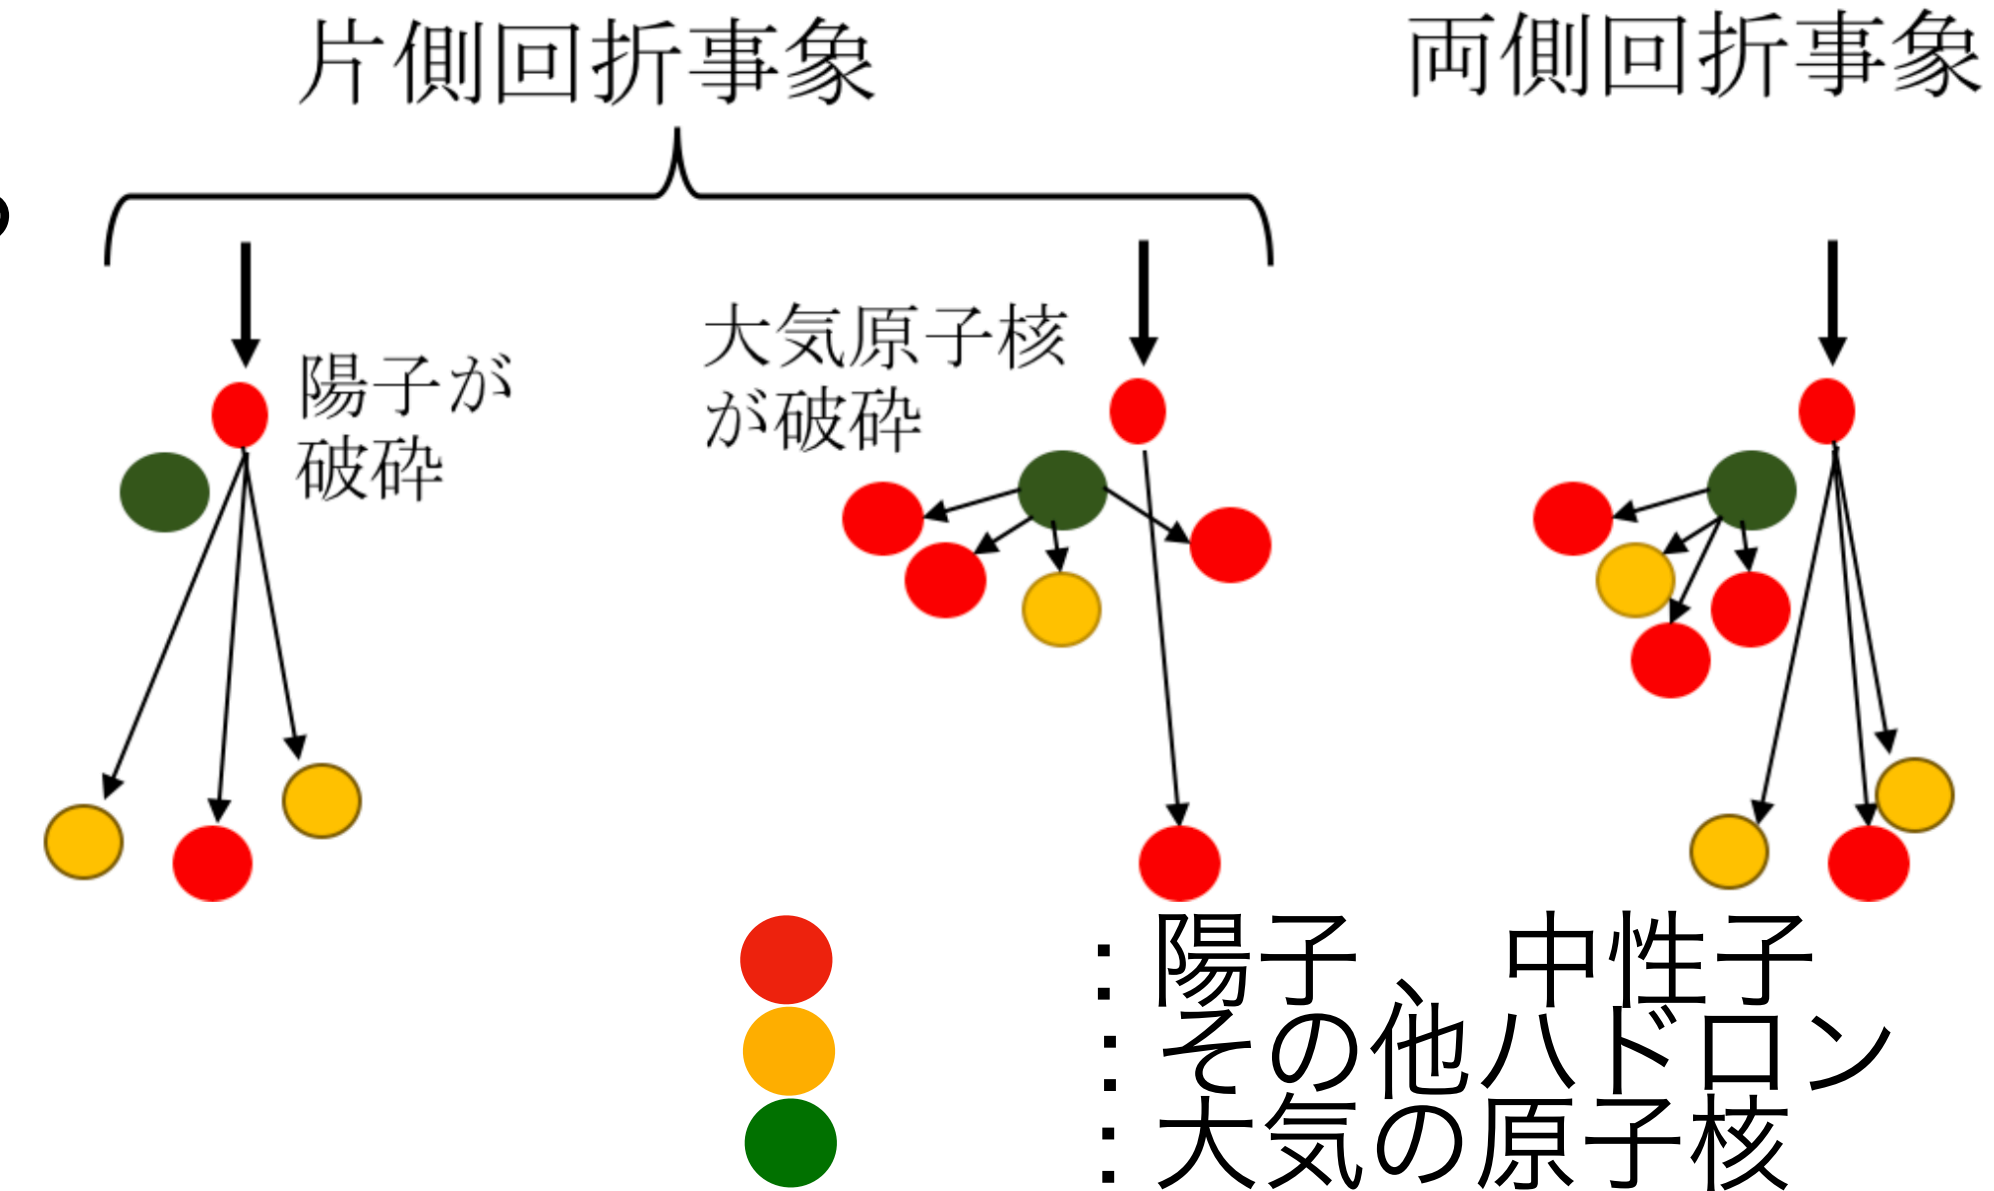 片側回折事象
両側回折事象
陽子が
破砕
大気原子核
が破砕
：陽子、中性子
：その他ハドロン
：大気の原子核